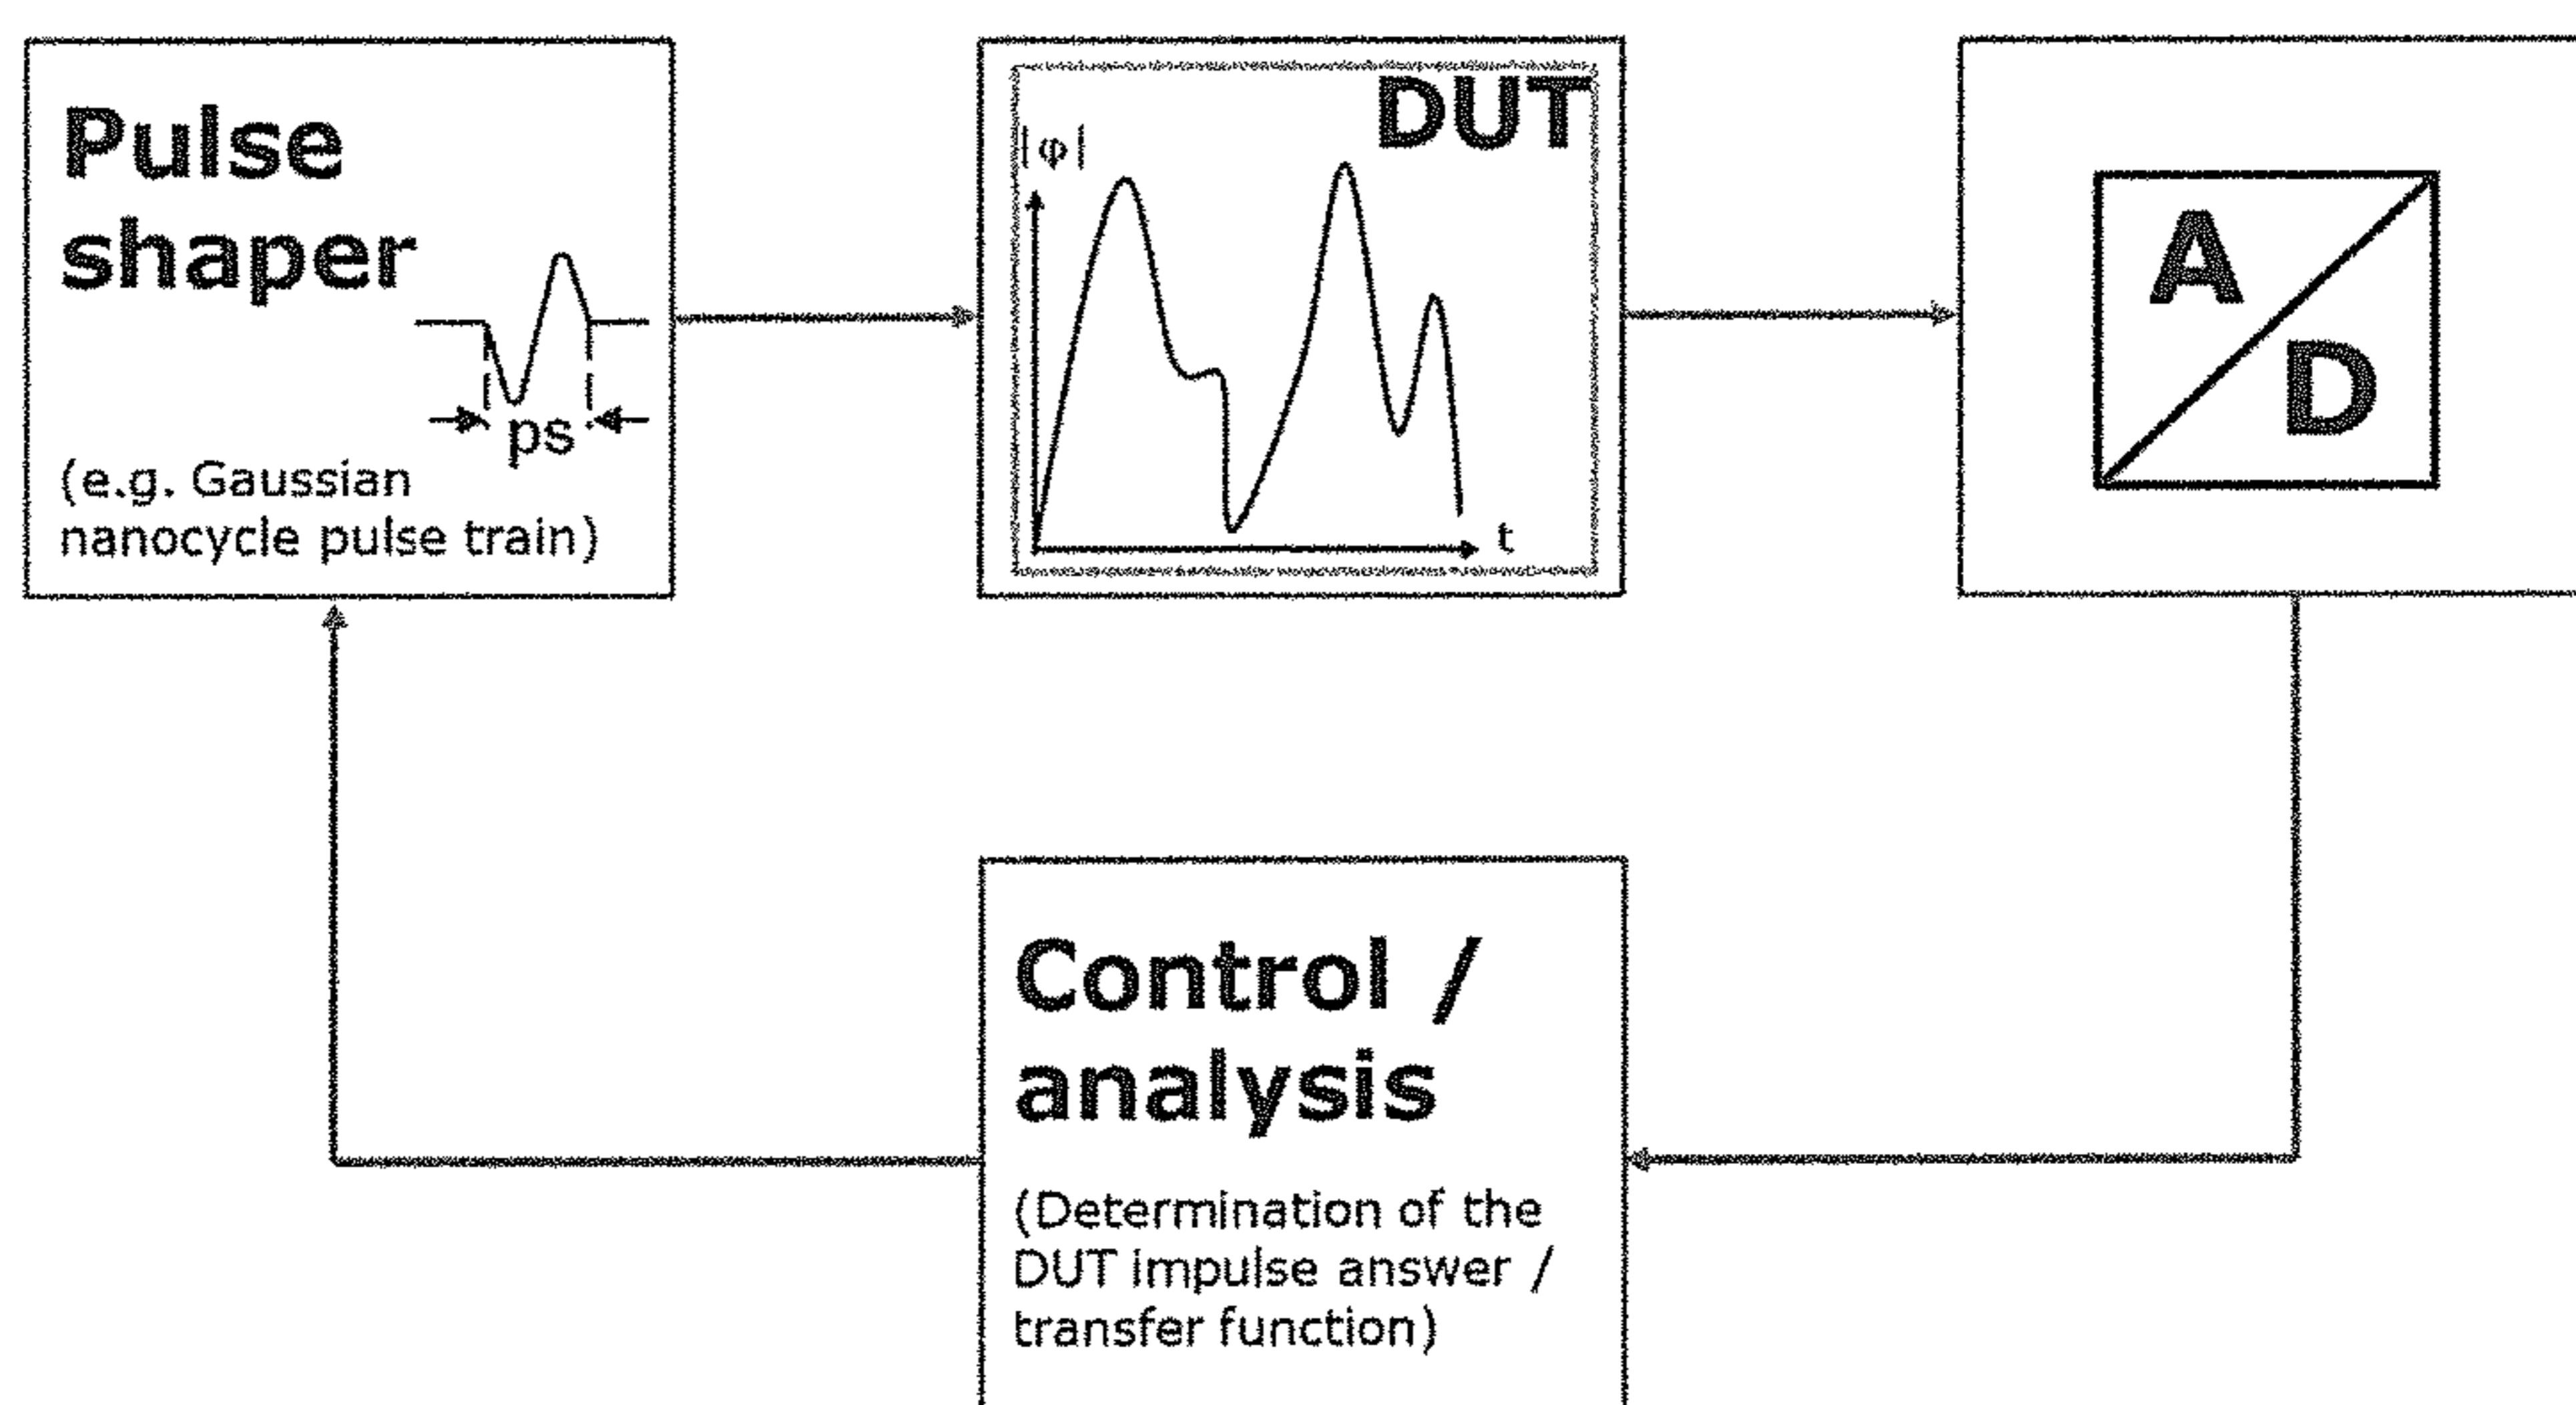 Pulse
shaper
ps
(e.g. Gaussian
nanocycle pulse train)
DUT
|φ|
t
A
D
Control /
analysis
(Determination of the
DUT impulse answer /
transfer function)